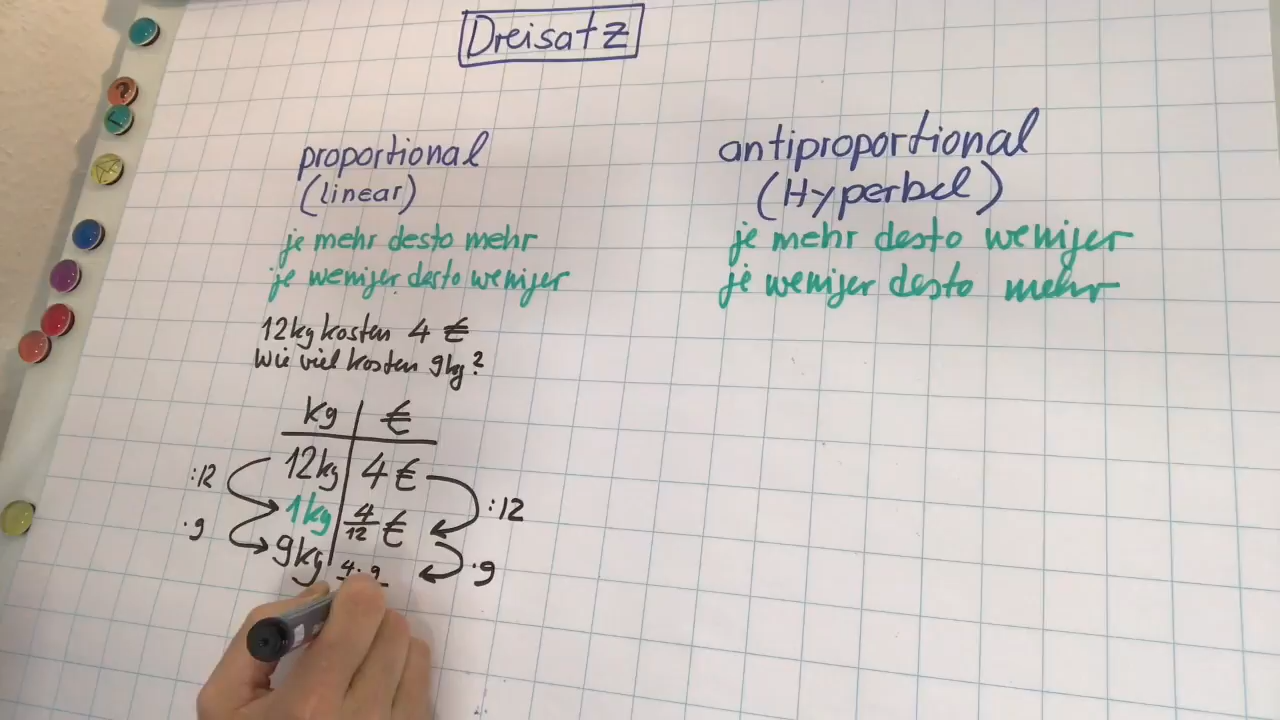 Dreisatz
proportional
(linear)
je mehr desto mehr
je weniger desto weniger
12kg kosten 4 €
Wie viel kosten 9kg?
kg €
:12 12kg 4 € :12
1kg 4/12 €
·9 9kg 4·9 ·9
antiproportional
(Hyperbel)
je mehr desto weniger
je weniger desto mehr